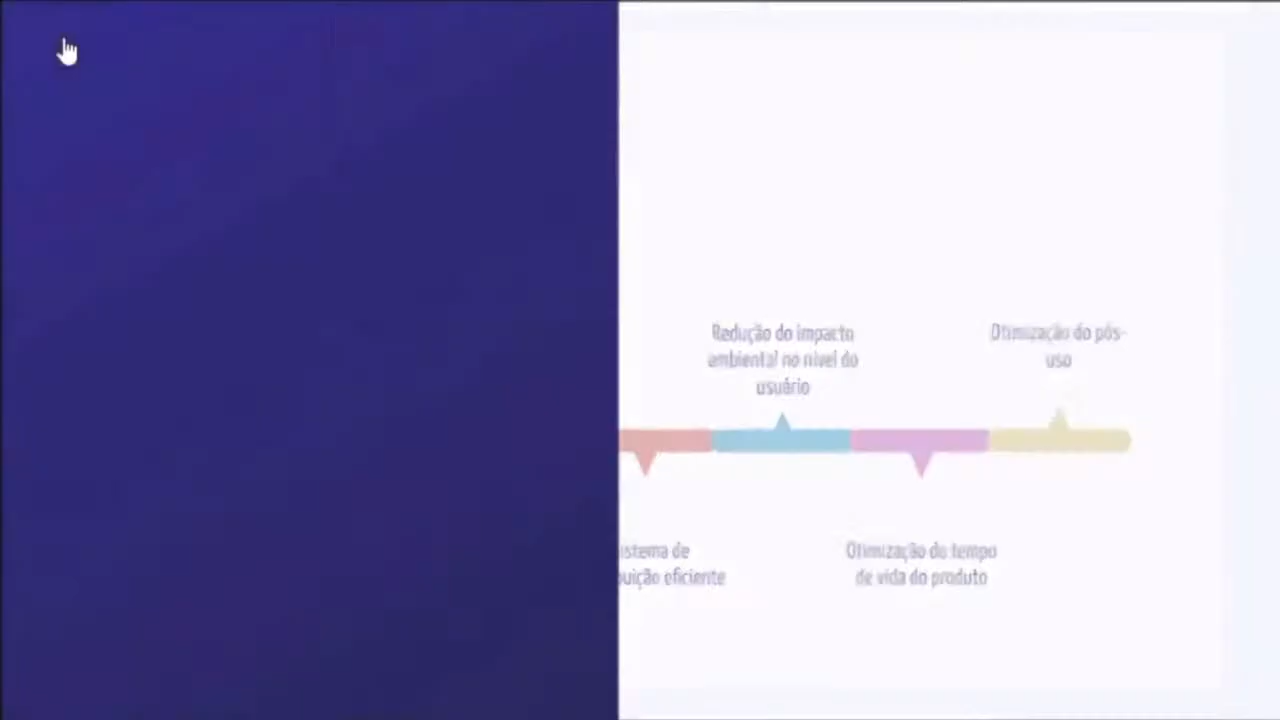 Redução do impacto
ambiental no nível do
usuário
Otimização do pós-
uso
istema de
buição eficiente
Otimização do tempo
de vida do produto